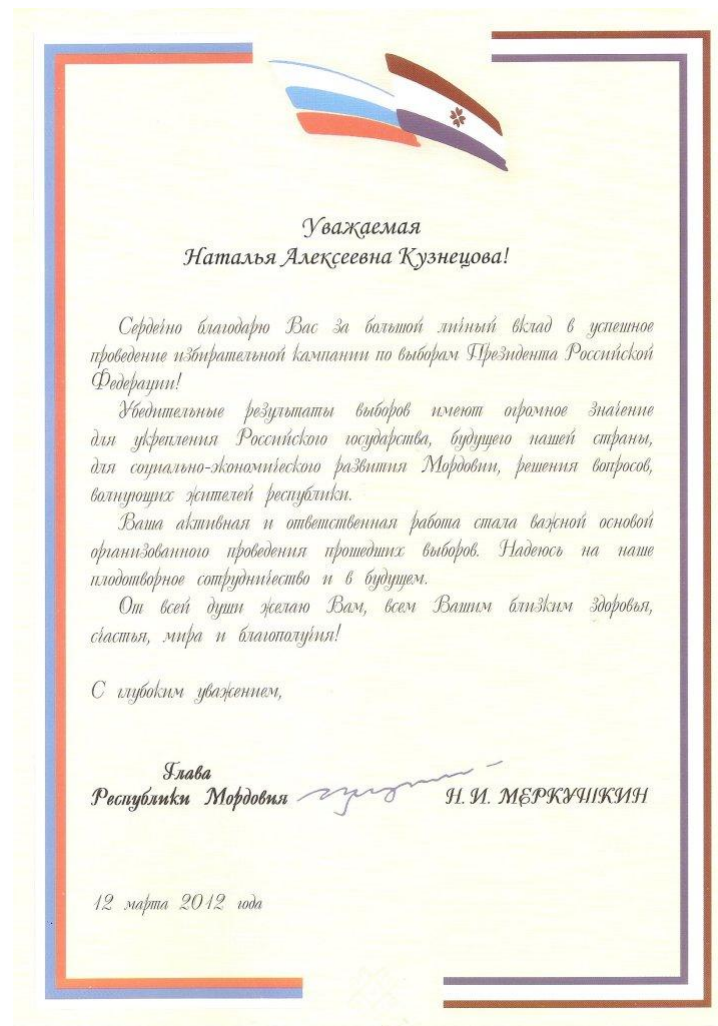 Уважаемая
Наталья Алексеевна Кузнецова!
Сердечно благодарю Вас за большой личный вклад в успешное
проведение избирательной кампании по выборам Президента Российской
Федерации!
Убедительные результаты выборов имеют огромное значение
для укрепления Российского государства, будущего нашей страны,
для социально-экономического развития Мордовии, решения вопросов,
волнующих жителей республики.
Ваша активная и ответственная работа стала важной основой
организованного проведения прошедших выборов. Надеюсь на наше
плодотворное сотрудничество и в будущем.
От всей души желаю Вам, всем Вашим близким здоровья,
счастья, мира и благополучия!
С глубоким уважением,
Глава
Республики Мордовия Н. И. МЕРКУШКИН
12 марта 2012 года